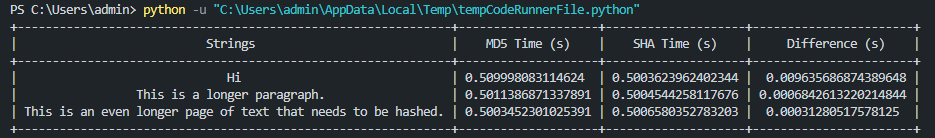 PS C:\Users\admin> python -u "C:\Users\admin\AppData\Local\Temp\tempCodeRunnerFile.python"
+---------------------------------------------------------------+--------------------+--------------------+-----------------------+
| Strings | MD5 Time (s) | SHA Time (s) | Difference (s) |
+---------------------------------------------------------------+--------------------+--------------------+-----------------------+
| Hi | 0.509998083114624 | 0.5003623962402344 | 0.009635686874389648 |
| This is a longer paragraph. | 0.5011386871337891 | 0.5004544258117676 | 0.0006842613220214844 |
| This is an even longer page of text that needs to be hashed. | 0.5003452301025391 | 0.5006580352783203 | 0.00031280517578125 |
+---------------------------------------------------------------+--------------------+--------------------+-----------------------+